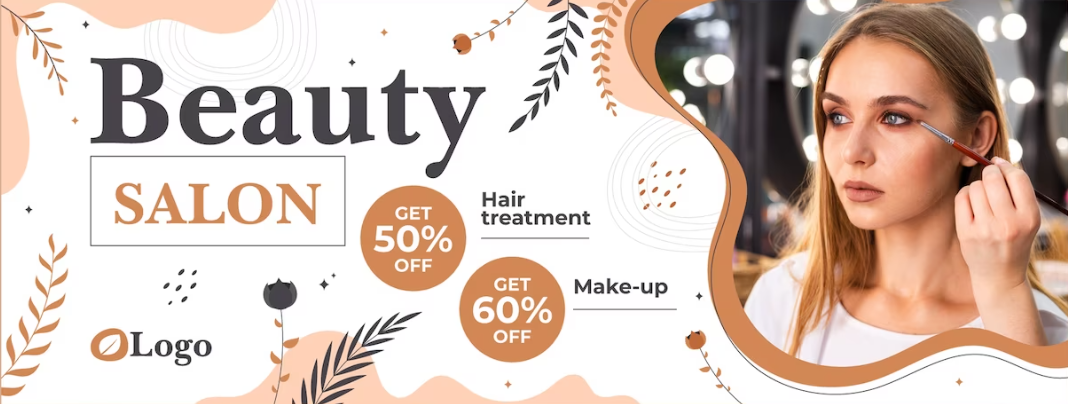 Beauty
SALON
GET
50%
OFF
Hair
treatment
GET
60%
OFF
Make-up
Logo